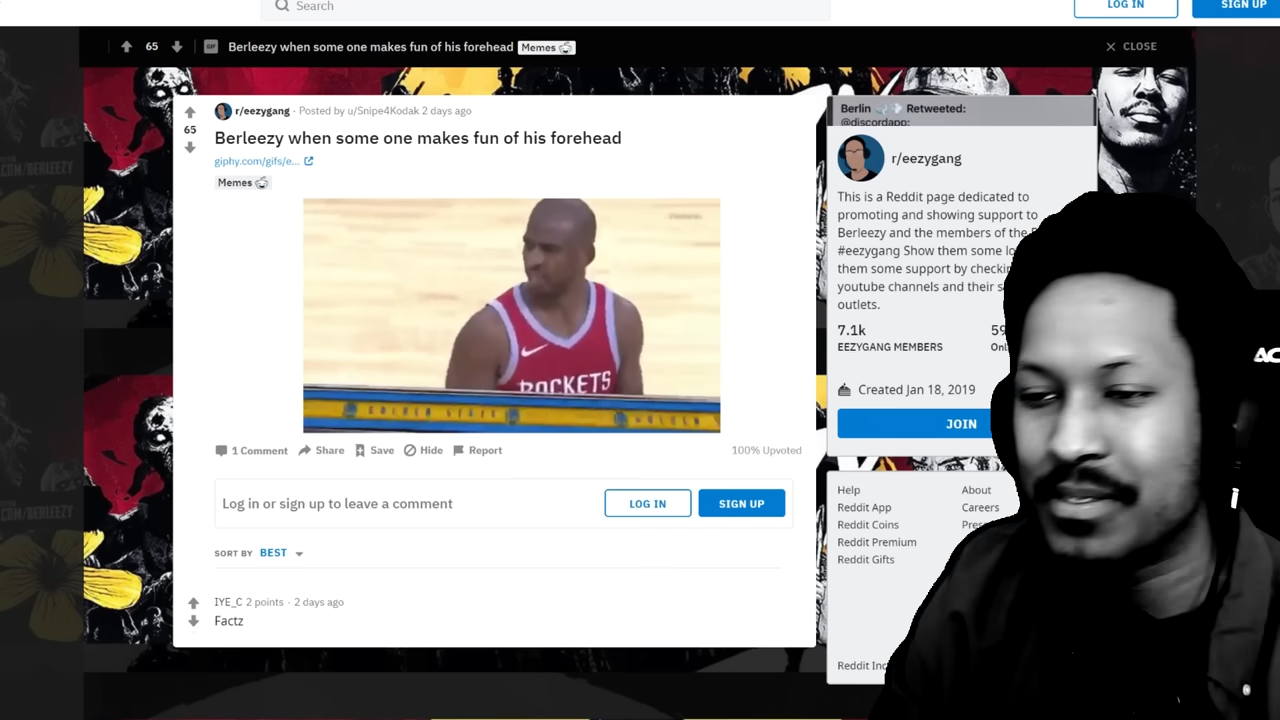 Search
LOG IN
SIGN UP
65
Berleezy when some one makes fun of his forehead
Memes
CLOSE
r/eezygang · Posted by u/Snipe4Kodak 2 days ago
65
Berleezy when some one makes fun of his forehead
giphy.com/gifs/e...
Memes
ROCKETS
GOLDEN STATE
1 Comment
Share
Save
Hide
Report
100% Upvoted
Log in or sign up to leave a comment
LOG IN
SIGN UP
SORT BY BEST
IYE_C 2 points · 2 days ago
Factz
Berlin Retweeted:
@discordapp:
r/eezygang
This is a Reddit page dedicated to
promoting and showing support to
Berleezy and the members of the
#eezygang Show them some
them some support by
youtube channels and their
outlets.
7.1k
EEZYGANG MEMBERS
Created Jan 18, 2019
JOIN
Help
About
Reddit App
Careers
Reddit Coins
Reddit Premium
Reddit Gifts
Reddit